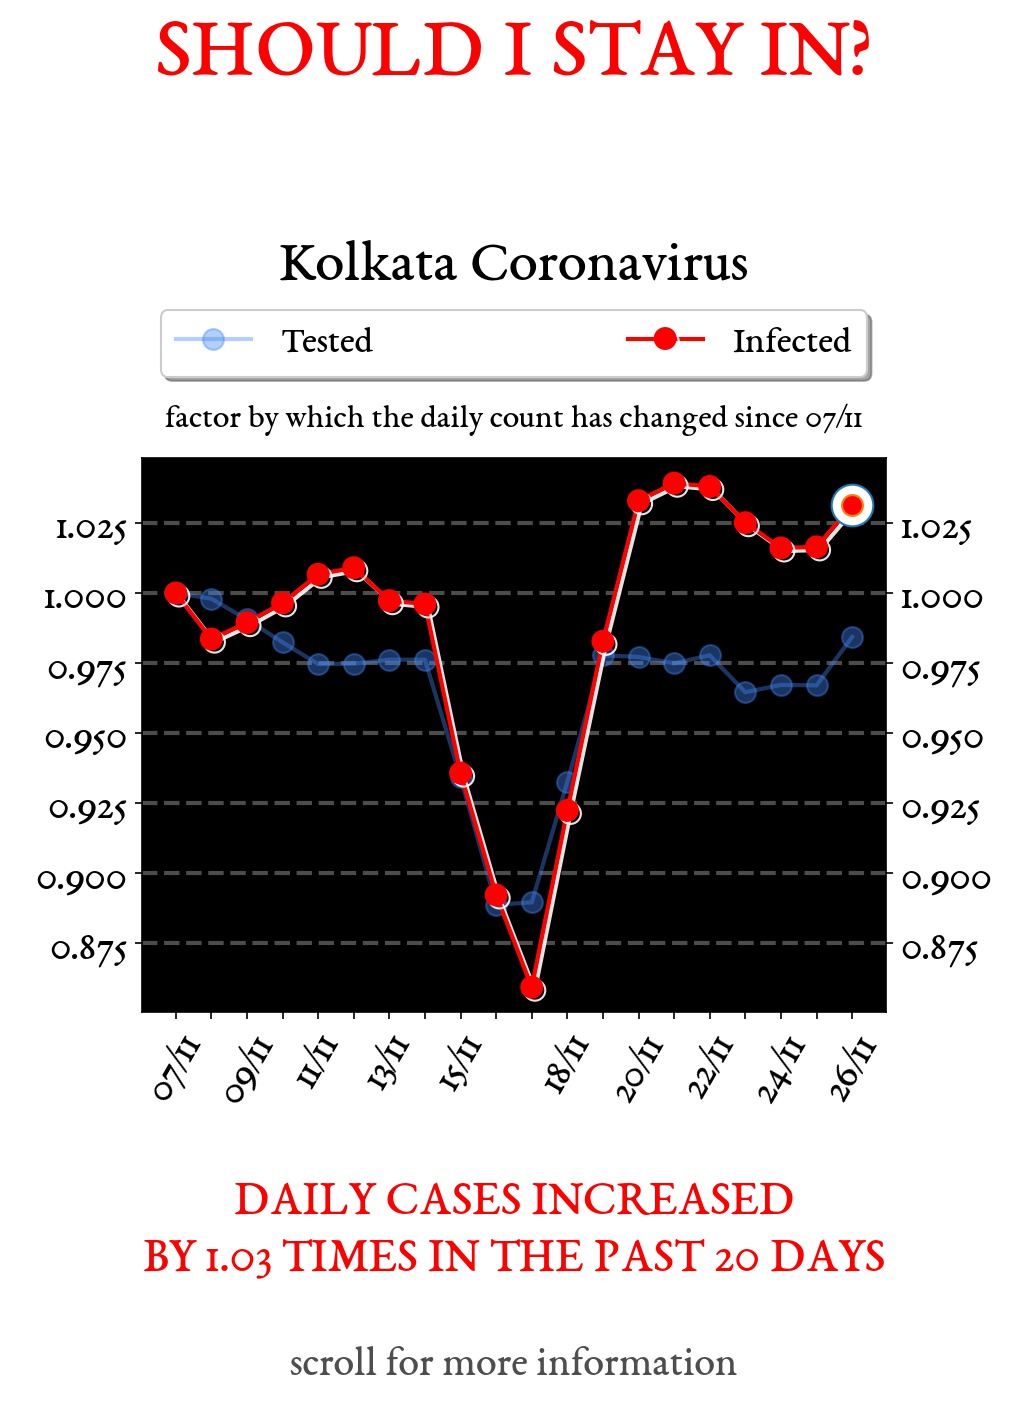 SHOULD I STAY IN?
Kolkata Coronavirus
Tested Infected
factor by which the daily count has changed since 07/11
1.025 1.025
1.000 1.000
0.975 0.975
0.950 0.950
0.925 0.925
0.900 0.900
0.875 0.875
07/11 09/11 11/11 13/11 15/11 18/11 20/11 22/11 24/11 26/11
DAILY CASES INCREASED
BY 1.03 TIMES IN THE PAST 20 DAYS
scroll for more information